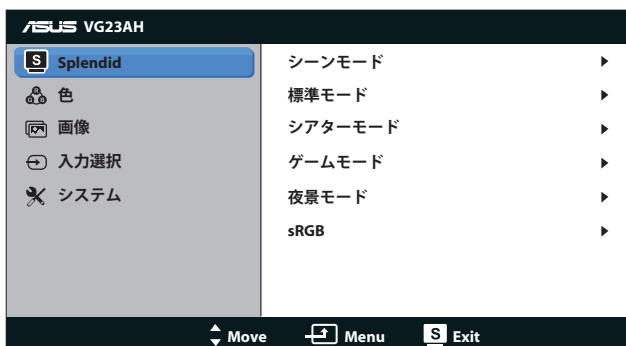 ASUS VG23AH
S Splendid
色
画像
入力選択
システム
シーンモード
標準モード
シアターモード
ゲームモード
夜景モード
sRGB
Move Menu S Exit